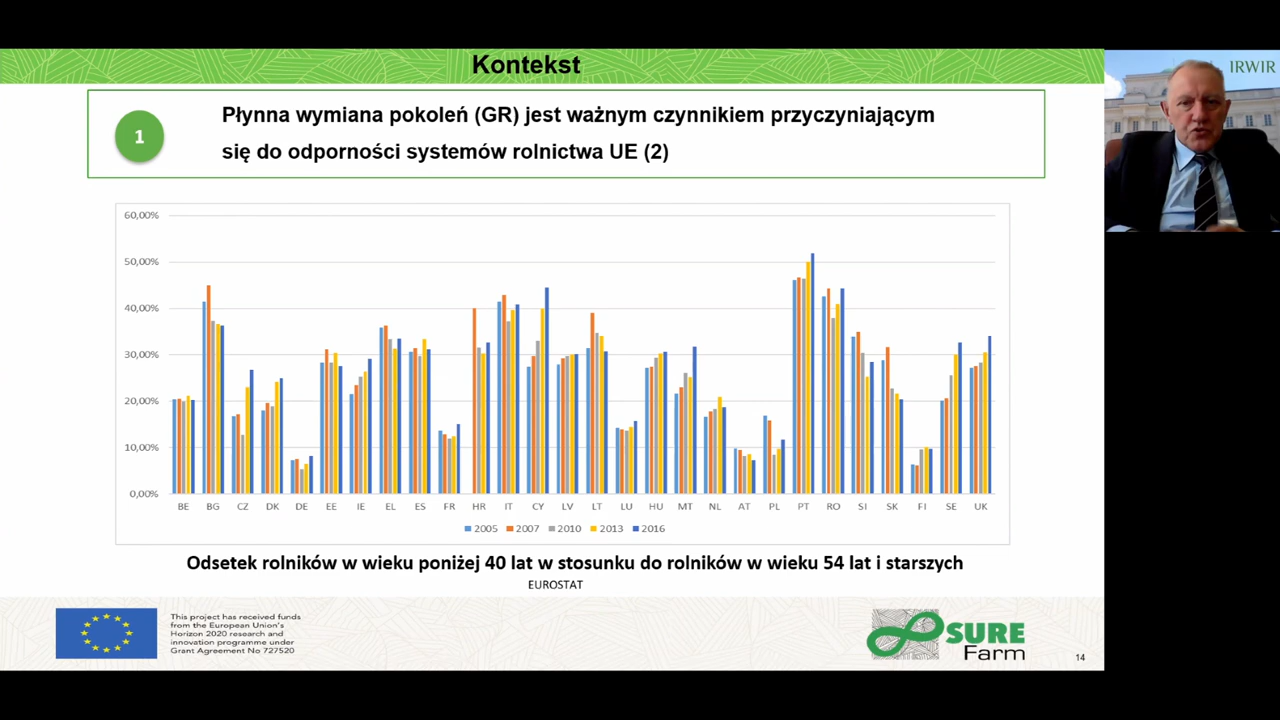 Kontekst
IRWIR
1
Płynna wymiana pokoleń (GR) jest ważnym czynnikiem przyczyniającym
się do odporności systemów rolnictwa UE (2)
60,00%
50,00%
40,00%
30,00%
20,00%
10,00%
0,00%
BE BG CZ DK DE EE IE EL ES FR HR IT CY LV LT LU HU MT NL AT PL PT RO SI SK FI SE UK
2005 2007 2010 2013 2016
Odsetek rolników w wieku poniżej 40 lat w stosunku do rolników w wieku 54 lat i starszych
EUROSTAT
This project has received funds
from the European Union's
Horizon 2020 research and
innovation programme under
Grant Agreement No 727520
SURE
Farm
14